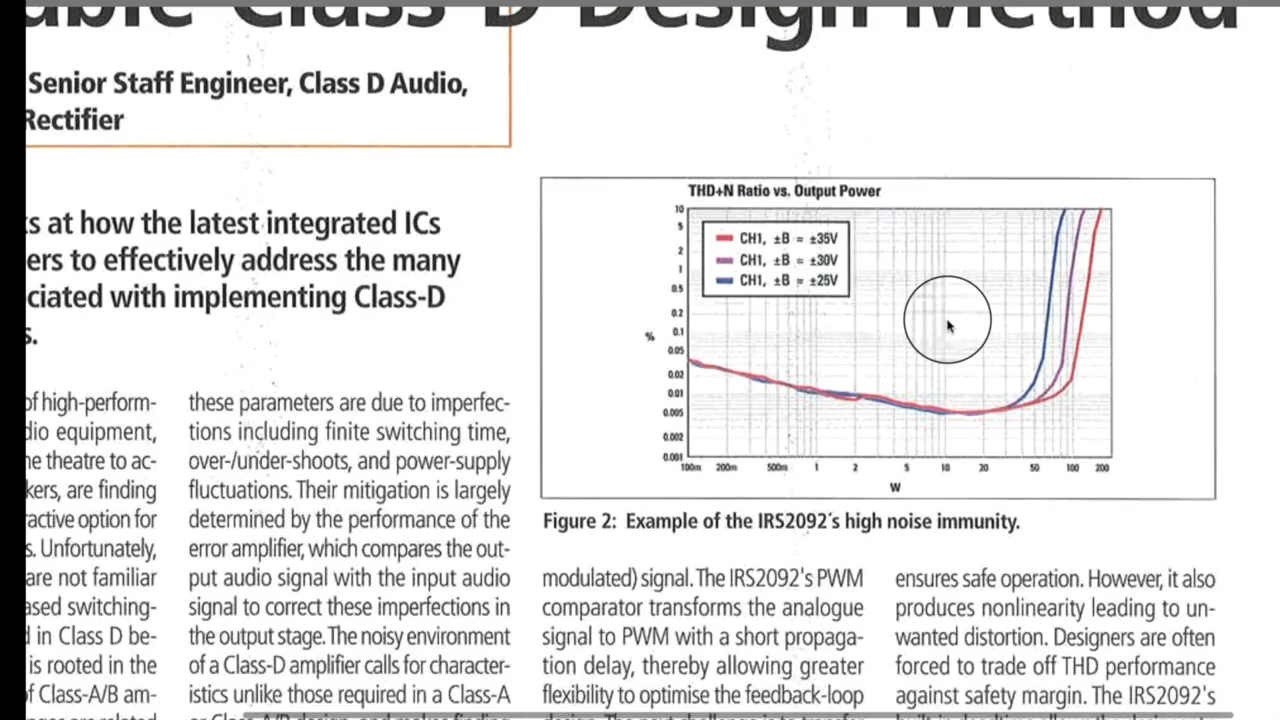 able Class D Design Method
Senior Staff Engineer, Class D Audio,
Rectifier
s at how the latest integrated ICs
ers to effectively address the many
ciated with implementing Class-D
s.
of high-perform-
dio equipment,
ne theatre to ac-
kers, are finding
ractive option for
s. Unfortunately,
are not familiar
ased switching-
d in Class D be-
is rooted in the
of Class-A/B am-
these parameters are due to imperfec-
tions including finite switching time,
over-/under-shoots, and power-supply
fluctuations. Their mitigation is largely
determined by the performance of the
error amplifier, which compares the out-
put audio signal with the input audio
signal to correct these imperfections in
the output stage. The noisy environment
of a Class-D amplifier calls for character-
istics unlike those required in a Class-A
THD+N Ratio vs. Output Power
CH1, ±B = ±35V
CH1, ±B = ±30V
CH1, ±B = ±25V
10
5
2
1
0.5
0.2
0.1
0.05
0.02
0.01
0.005
0.002
0.001
%
100m 200m 500m 1 2 5 10 20 50 100 200
W
Figure 2: Example of the IRS2092's high noise immunity.
modulated) signal. The IRS2092's PWM
comparator transforms the analogue
signal to PWM with a short propaga-
tion delay, thereby allowing greater
flexibility to optimise the feedback-loop
ensures safe operation. However, it also
produces nonlinearity leading to un-
wanted distortion. Designers are often
forced to trade off THD performance
against safety margin. The IRS2092's